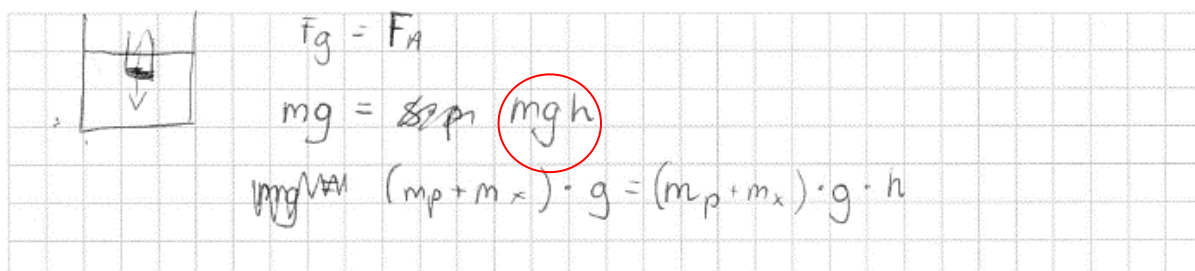 Fg = FA
mg = mgh
(mp + mx) · g = (mp + mx) · g · h